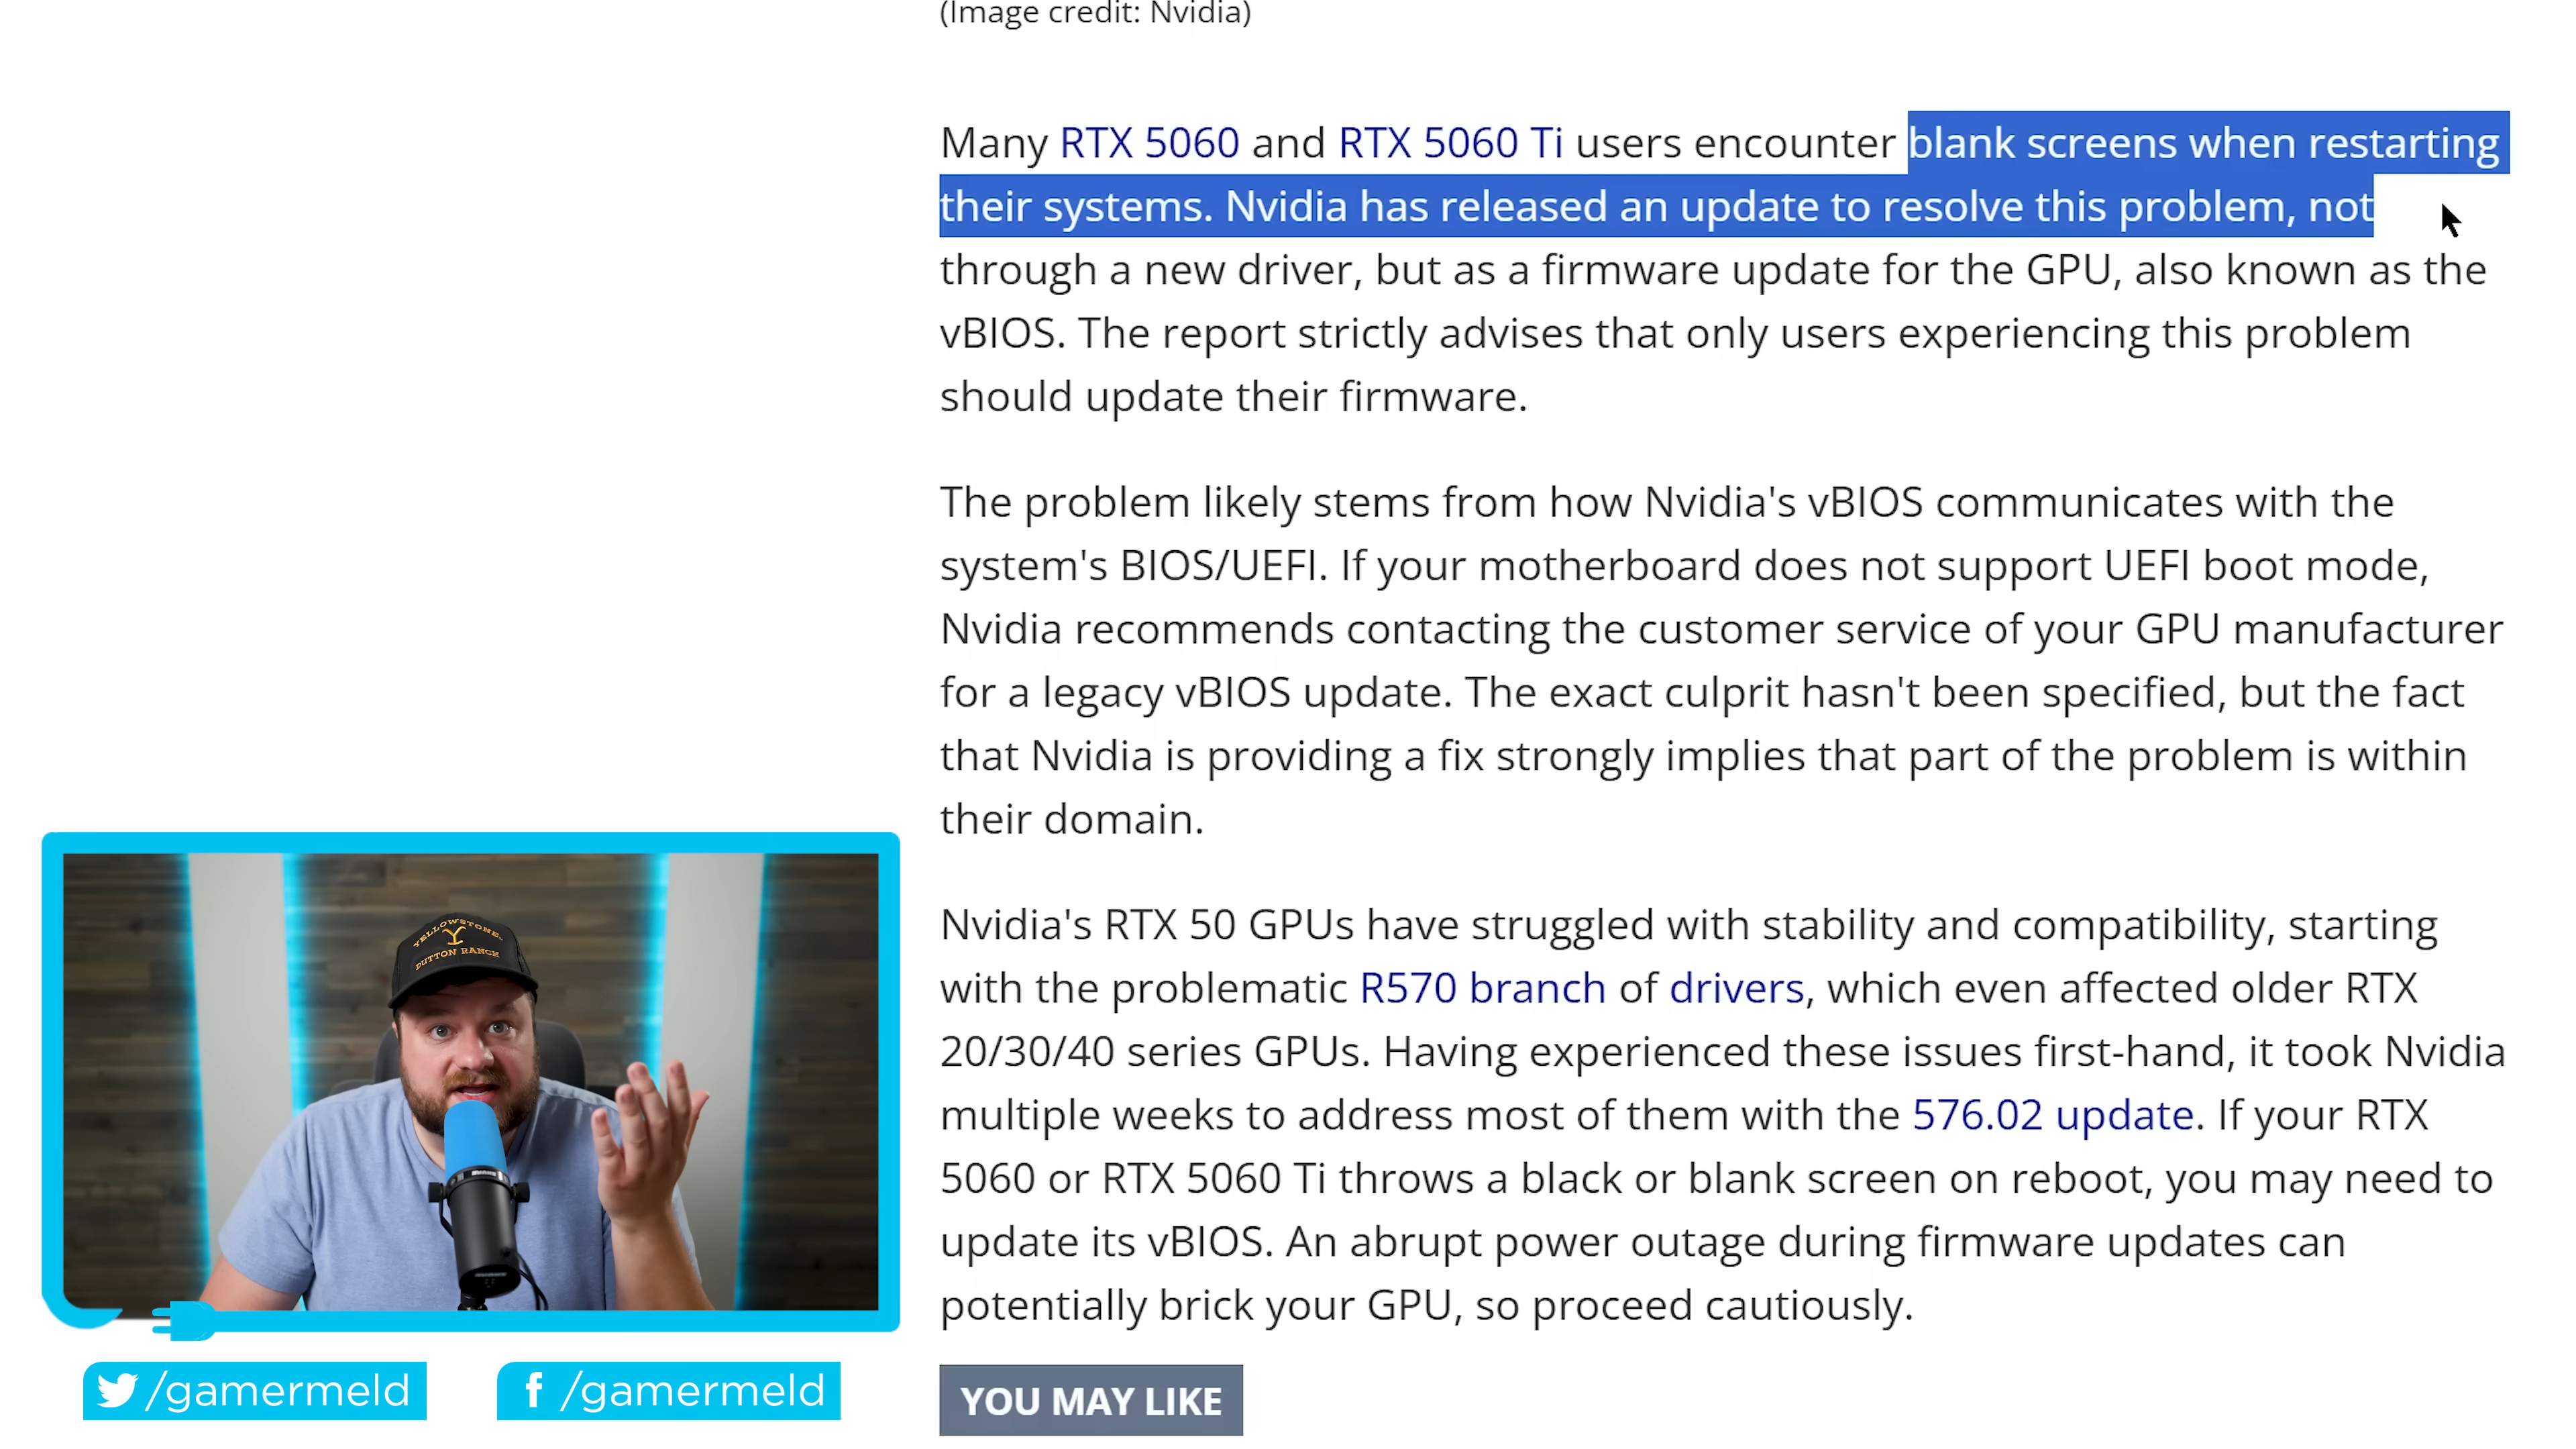 (Image credit: Nvidia)
Many RTX 5060 and RTX 5060 Ti users encounter blank screens when restarting
their systems. Nvidia has released an update to resolve this problem, not
through a new driver, but as a firmware update for the GPU, also known as the
vBIOS. The report strictly advises that only users experiencing this problem
should update their firmware.
The problem likely stems from how Nvidia's vBIOS communicates with the
system's BIOS/UEFI. If your motherboard does not support UEFI boot mode,
Nvidia recommends contacting the customer service of your GPU manufacturer
for a legacy vBIOS update. The exact culprit hasn't been specified, but the fact
that Nvidia is providing a fix strongly implies that part of the problem is within
their domain.
Nvidia's RTX 50 GPUs have struggled with stability and compatibility, starting
with the problematic R570 branch of drivers, which even affected older RTX
20/30/40 series GPUs. Having experienced these issues first-hand, it took Nvidia
multiple weeks to address most of them with the 576.02 update. If your RTX
5060 or RTX 5060 Ti throws a black or blank screen on reboot, you may need to
update its vBIOS. An abrupt power outage during firmware updates can
potentially brick your GPU, so proceed cautiously.
YOU MAY LIKE
YELLOWSTONE
Y
DUTTON RANCH
/gamermeld
/gamermeld